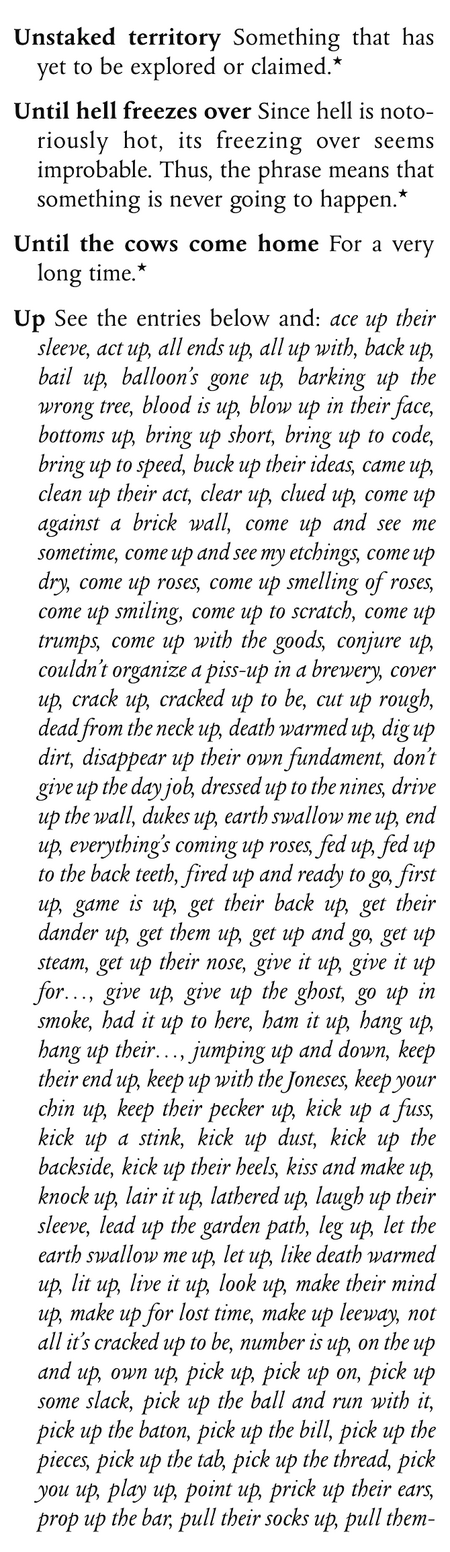 Unstaked territory Something that has
yet to be explored or claimed.★
Until hell freezes over Since hell is noto-
riously hot, its freezing over seems
improbable. Thus, the phrase means that
something is never going to happen.★
Until the cows come home For a very
long time.★
Up See the entries below and: ace up their
sleeve, act up, all ends up, all up with, back up,
bail up, balloon’s gone up, barking up the
wrong tree, blood is up, blow up in their face,
bottoms up, bring up short, bring up to code,
bring up to speed, buck up their ideas, came up,
clean up their act, clear up, clued up, come up
against a brick wall, come up and see me
sometime, come up and see my etchings, come up
dry, come up roses, come up smelling of roses,
come up smiling, come up to scratch, come up
trumps, come up with the goods, conjure up,
couldn’t organize a piss-up in a brewery, cover
up, crack up, cracked up to be, cut up rough,
dead from the neck up, death warmed up, dig up
dirt, disappear up their own fundament, don’t
give up the day job, dressed up to the nines, drive
up the wall, dukes up, earth swallow me up, end
up, everything’s coming up roses, fed up, fed up
to the back teeth, fired up and ready to go, first
up, game is up, get their back up, get their
dander up, get them up, get up and go, get up
steam, get up their nose, give it up, give it up
for…, give up, give up the ghost, go up in
smoke, had it up to here, ham it up, hang up,
hang up their…, jumping up and down, keep
their end up, keep up with the Joneses, keep your
chin up, keep their pecker up, kick up a fuss,
kick up a stink, kick up dust, kick up the
backside, kick up their heels, kiss and make up,
knock up, lair it up, lathered up, laugh up their
sleeve, lead up the garden path, leg up, let the
earth swallow me up, let up, like death warmed
up, lit up, live it up, look up, make their mind
up, make up for lost time, make up leeway, not
all it’s cracked up to be, number is up, on the up
and up, own up, pick up, pick up on, pick up
some slack, pick up the ball and run with it,
pick up the baton, pick up the bill, pick up the
pieces, pick up the tab, pick up the thread, pick
you up, play up, point up, prick up their ears,
prop up the bar, pull their socks up, pull them-